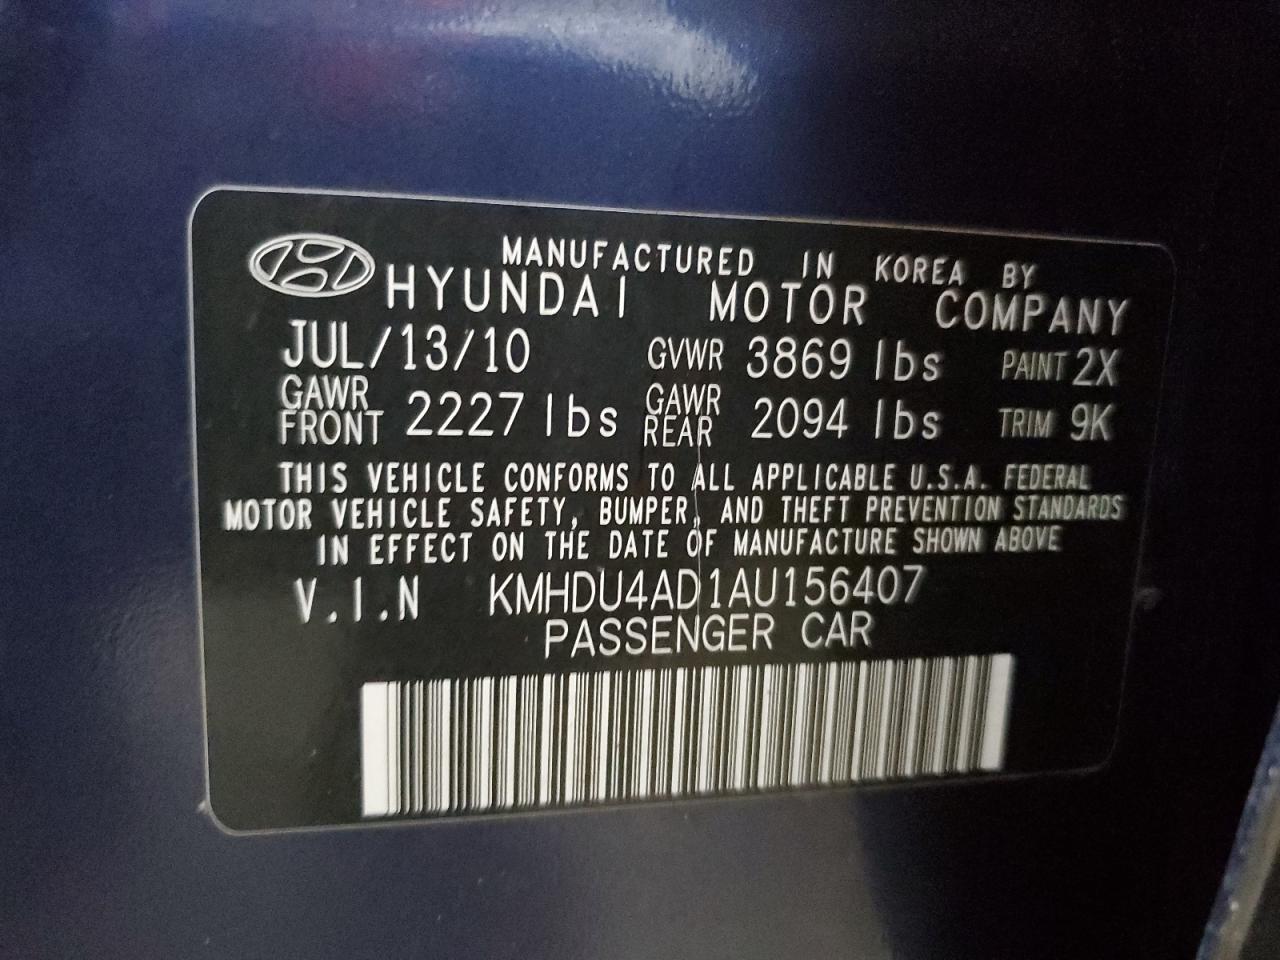 MANUFACTURED IN KOREA BY
HYUNDAI MOTOR COMPANY
JUL/13/10 GVWR 3869 lbs PAINT 2X
GAWR FRONT 2227 lbs GAWR REAR 2094 lbs TRIM 9K
THIS VEHICLE CONFORMS TO ALL APPLICABLE U.S.A. FEDERAL
MOTOR VEHICLE SAFETY, BUMPER, AND THEFT PREVENTION STANDARDS
IN EFFECT ON THE DATE OF MANUFACTURE SHOWN ABOVE
V.I.N KMHDU4AD1AU156407
PASSENGER CAR